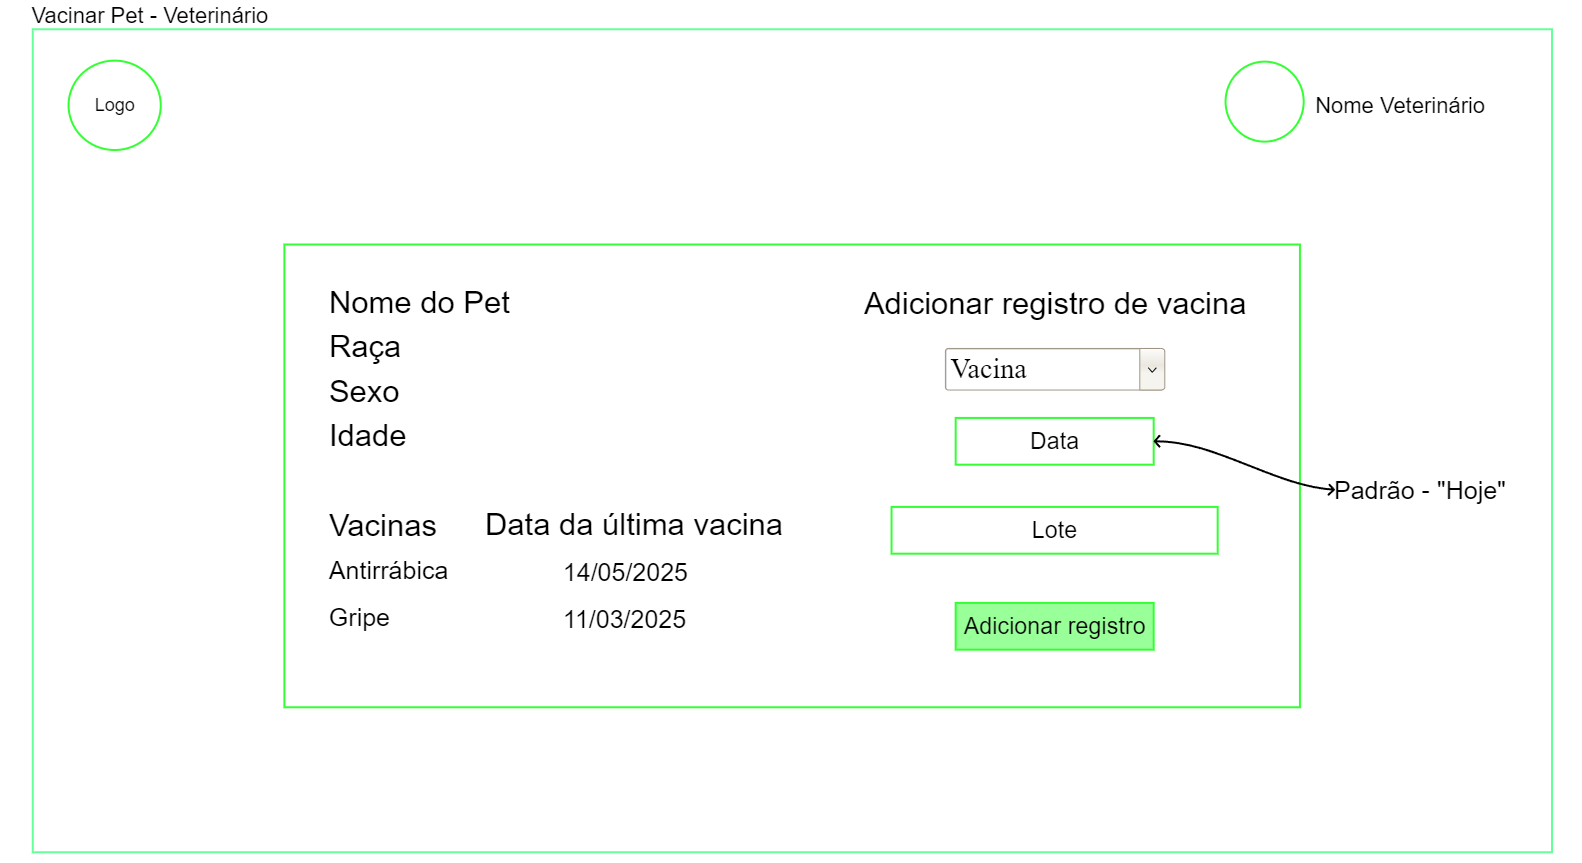 Vacinar Pet - Veterinário
Logo
Nome Veterinário
Nome do Pet
Raça
Sexo
Idade
Vacinas Data da última vacina
Antirrábica 14/05/2025
Gripe 11/03/2025
Adicionar registro de vacina
Vacina
Data
Padrão - "Hoje"
Lote
Adicionar registro